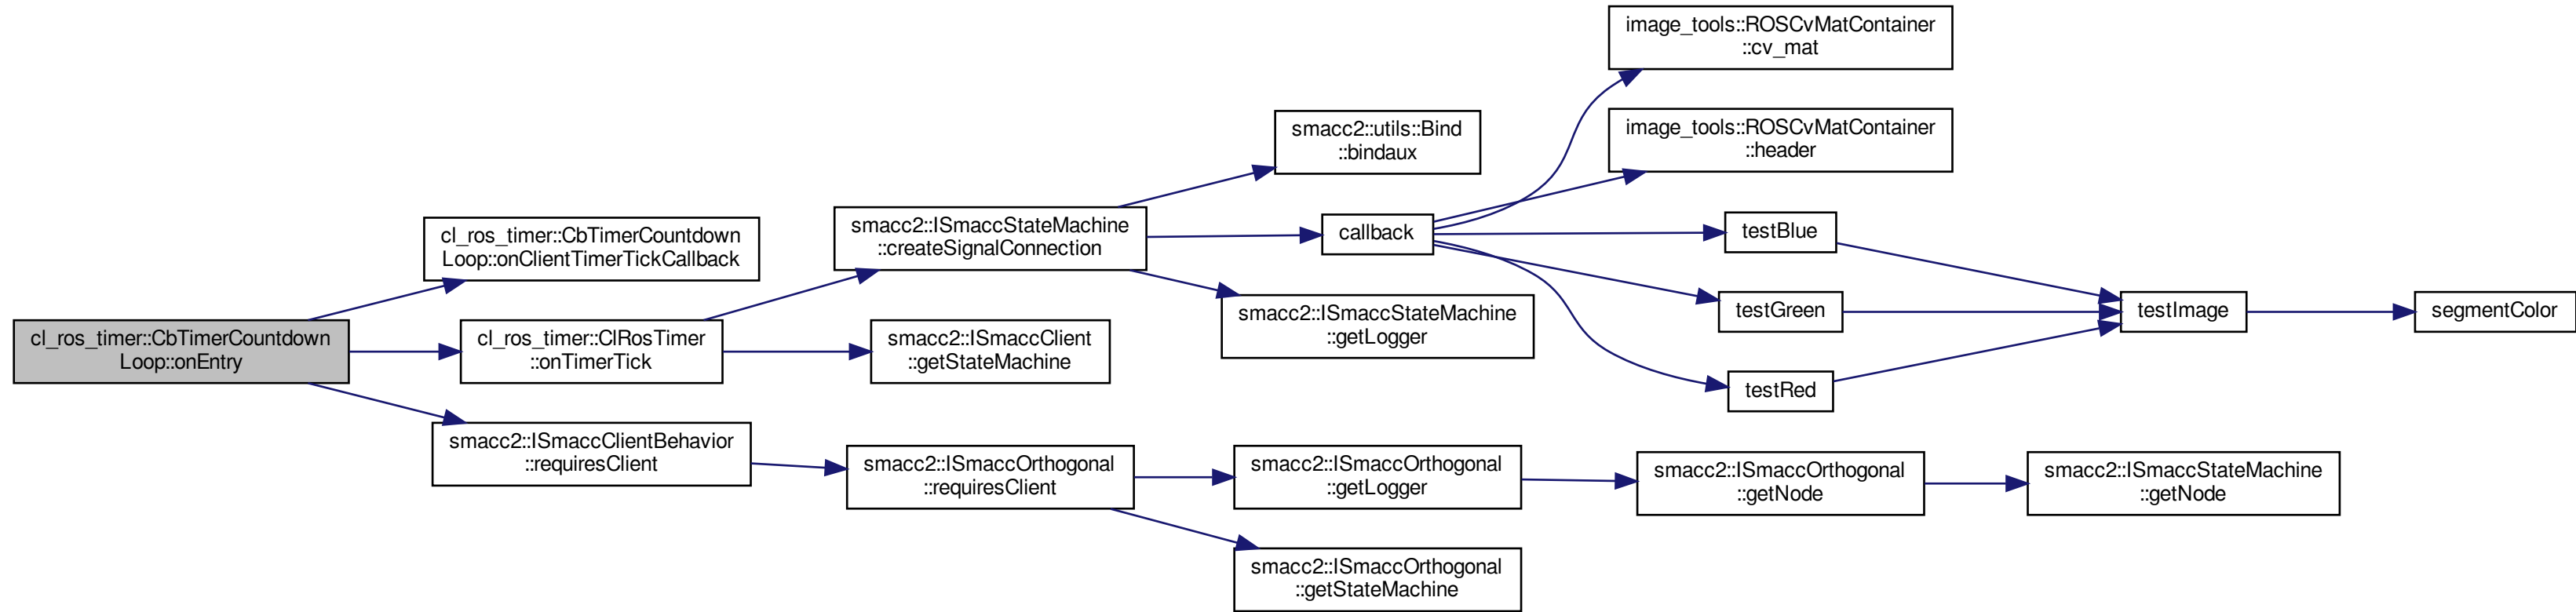 cl_ros_timer::CbTimerCountdown
Loop::onEntry
cl_ros_timer::CbTimerCountdown
Loop::onClientTimerTickCallback
cl_ros_timer::ClRosTimer
::onTimerTick
smacc2::ISmaccClientBehavior
::requiresClient
smacc2::ISmaccStateMachine
::createSignalConnection
smacc2::ISmaccClient
::getStateMachine
smacc2::ISmaccOrthogonal
::requiresClient
smacc2::utils::Bind
::bindaux
callback
smacc2::ISmaccStateMachine
::getLogger
smacc2::ISmaccOrthogonal
::getLogger
smacc2::ISmaccOrthogonal
::getStateMachine
image_tools::ROSCvMatContainer
::cv_mat
image_tools::ROSCvMatContainer
::header
testBlue
testGreen
testRed
smacc2::ISmaccOrthogonal
::getNode
testImage
smacc2::ISmaccStateMachine
::getNode
segmentColor